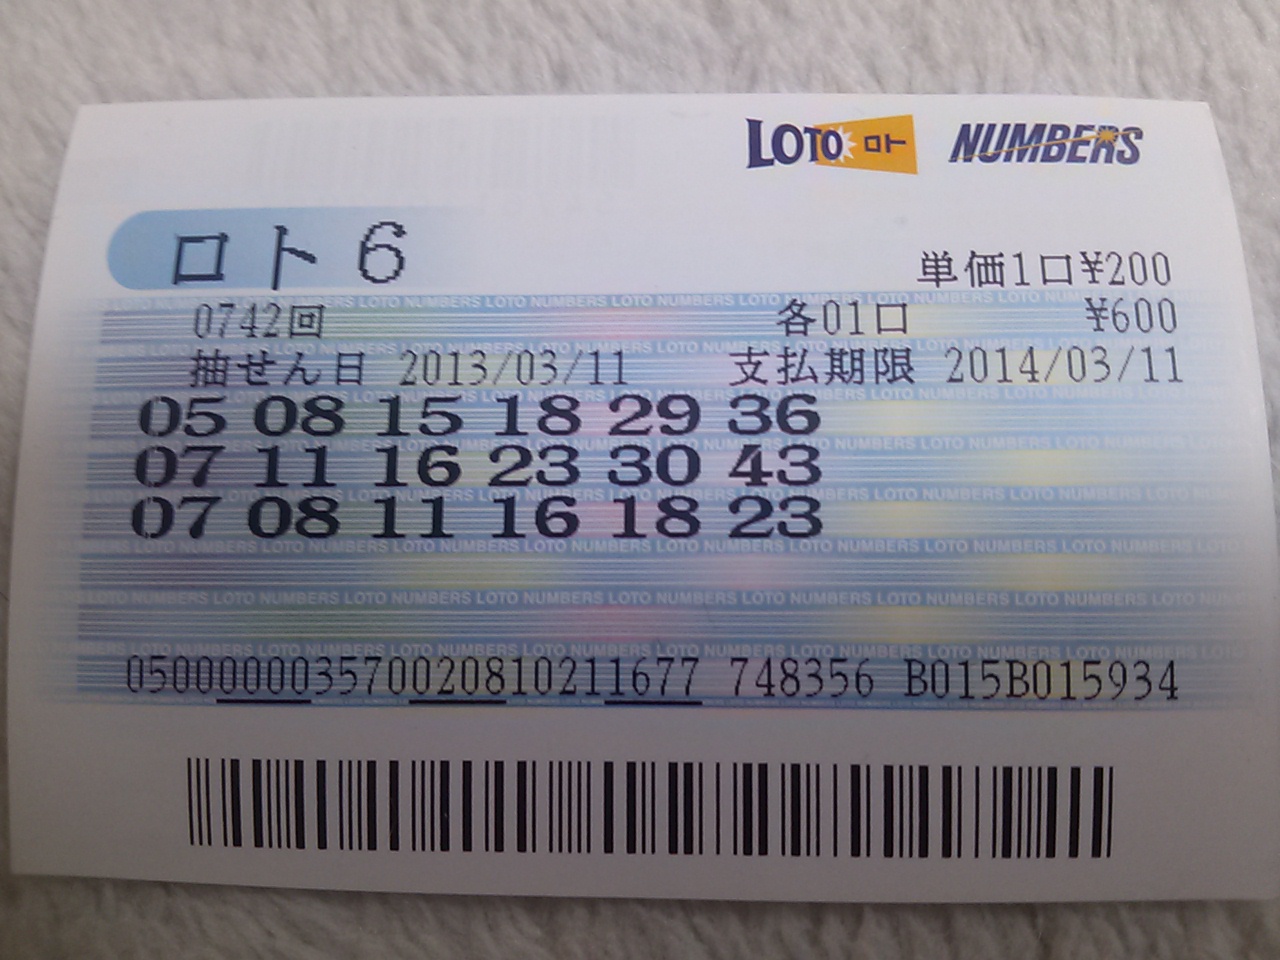 LOTO ロト NUMBERS
ロト6
単価1口¥200
0742回 各01口 ¥600
抽せん日 2013/03/11 支払期限 2014/03/11
05 08 15 18 29 36
07 11 16 23 30 43
07 08 11 16 18 23
050000003570020810211677 748356 B015B015934